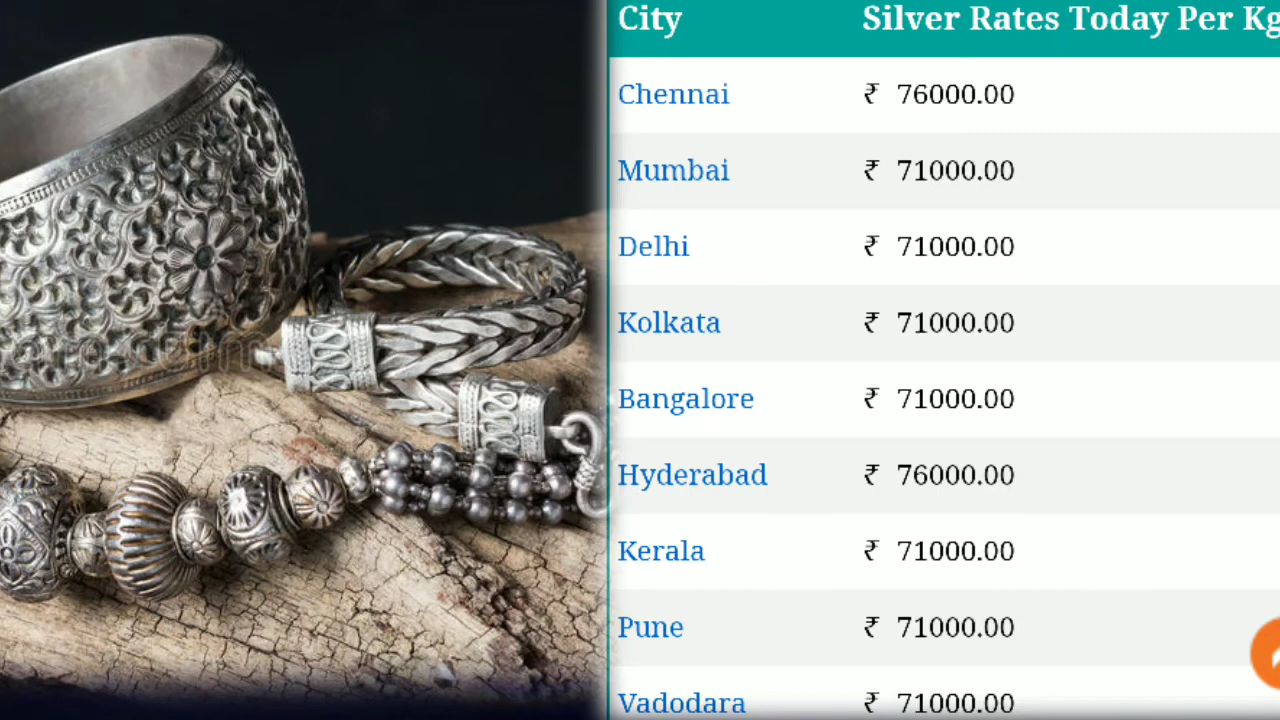 City Silver Rates Today Per Kg
Chennai ₹ 76000.00
Mumbai ₹ 71000.00
Delhi ₹ 71000.00
Kolkata ₹ 71000.00
Bangalore ₹ 71000.00
Hyderabad ₹ 76000.00
Kerala ₹ 71000.00
Pune ₹ 71000.00
Vadodara ₹ 71000.00